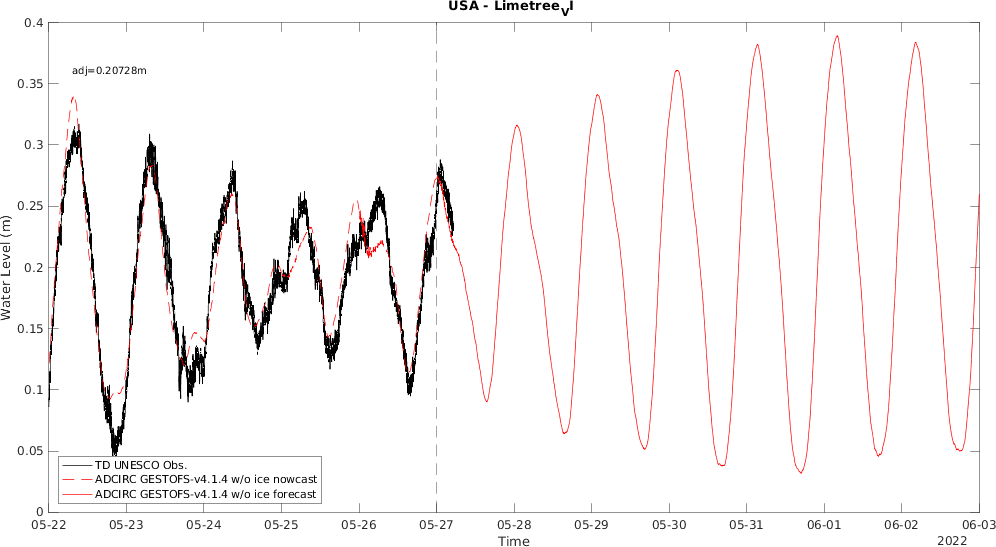 USA - Limetree_VI
adj=0.20728m
0.4
0.35
0.3
0.25
0.2
0.15
0.1
0.05
0
Water Level (m)
TD UNESCO Obs.
ADCIRC GESTOFS-v4.1.4 w/o ice nowcast
ADCIRC GESTOFS-v4.1.4 w/o ice forecast
05-22 05-23 05-24 05-25 05-26 05-27 05-28 05-29 05-30 05-31 06-01 06-02 06-03
Time
2022